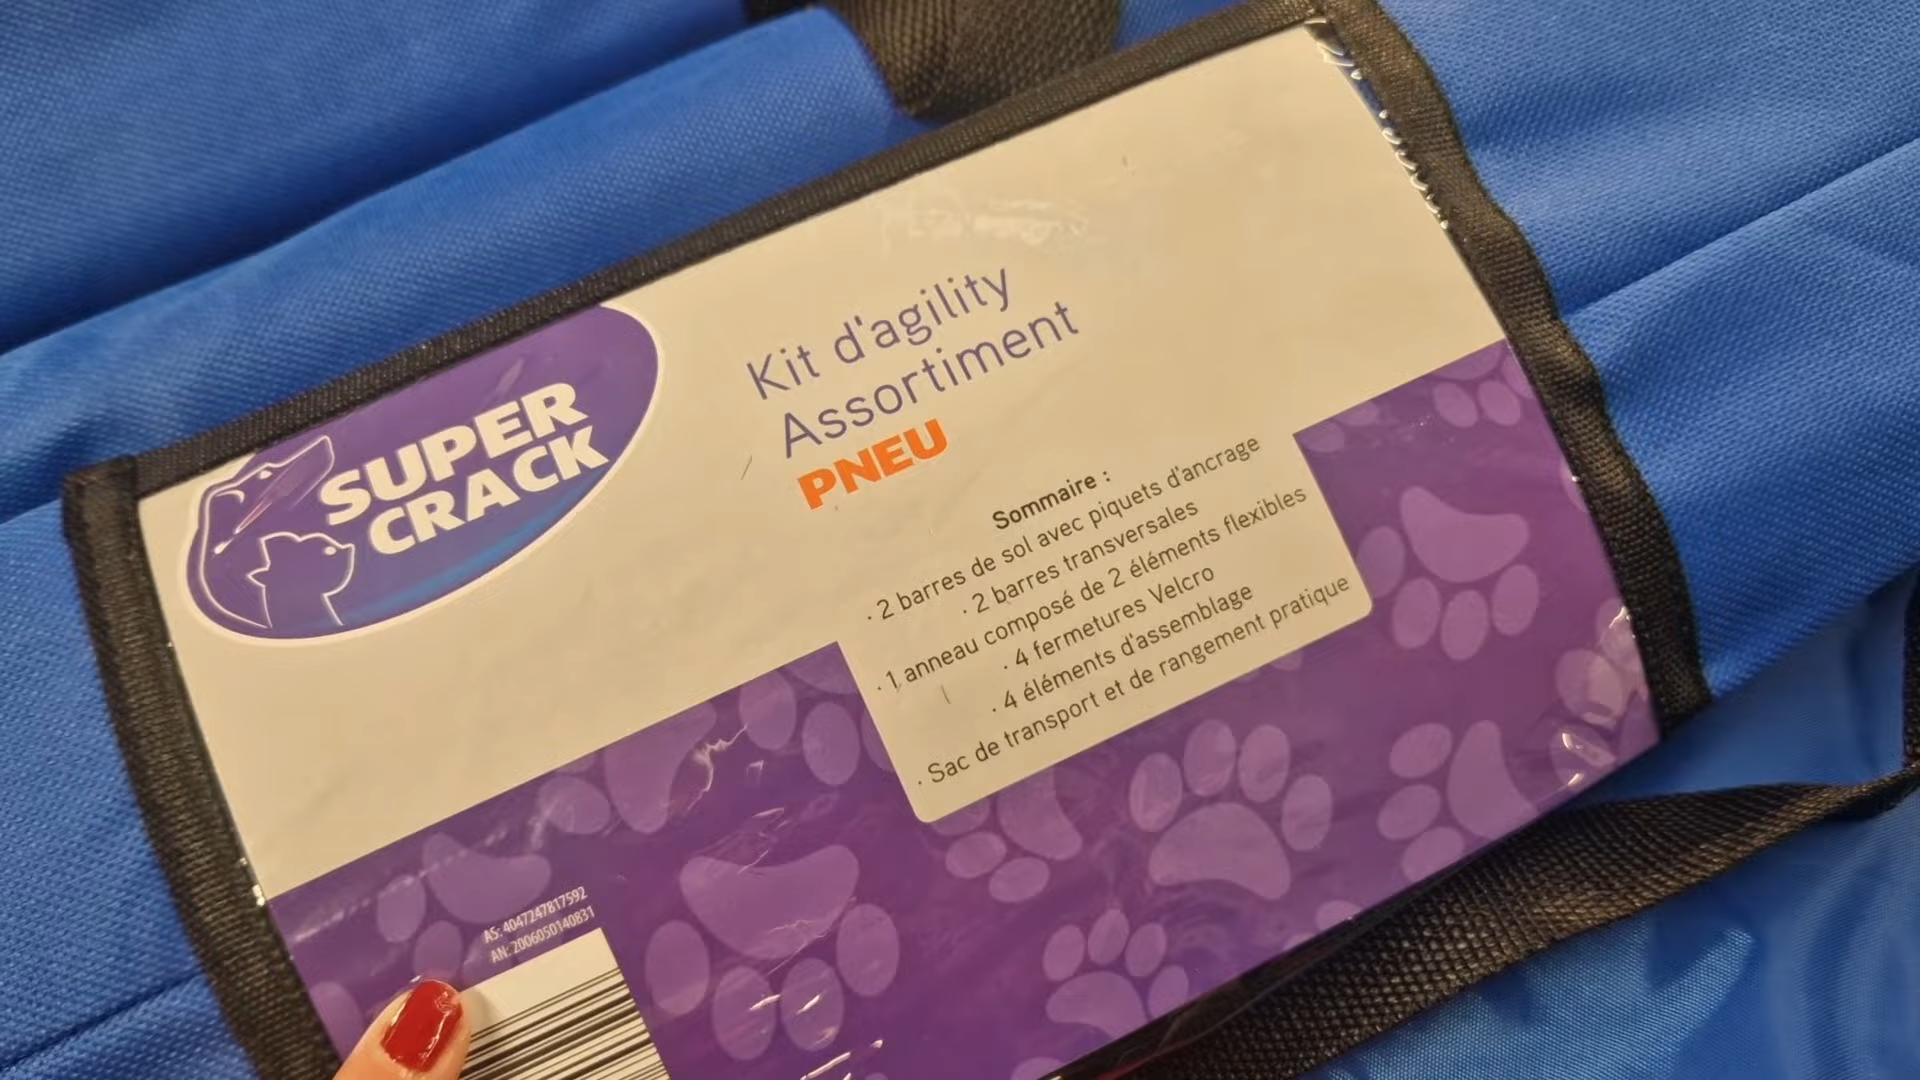 SUPER
CRACK
Kit d'agility
Assortiment
PNEU
Sommaire :
. 2 barres de sol avec piquets d'ancrage
. 2 barres transversales
. 1 anneau composé de 2 éléments flexibles
. 4 fermetures Velcro
. 4 éléments d'assemblage
. Sac de transport et de rangement pratique
AS: 4047247817592
AN: 2006050140831